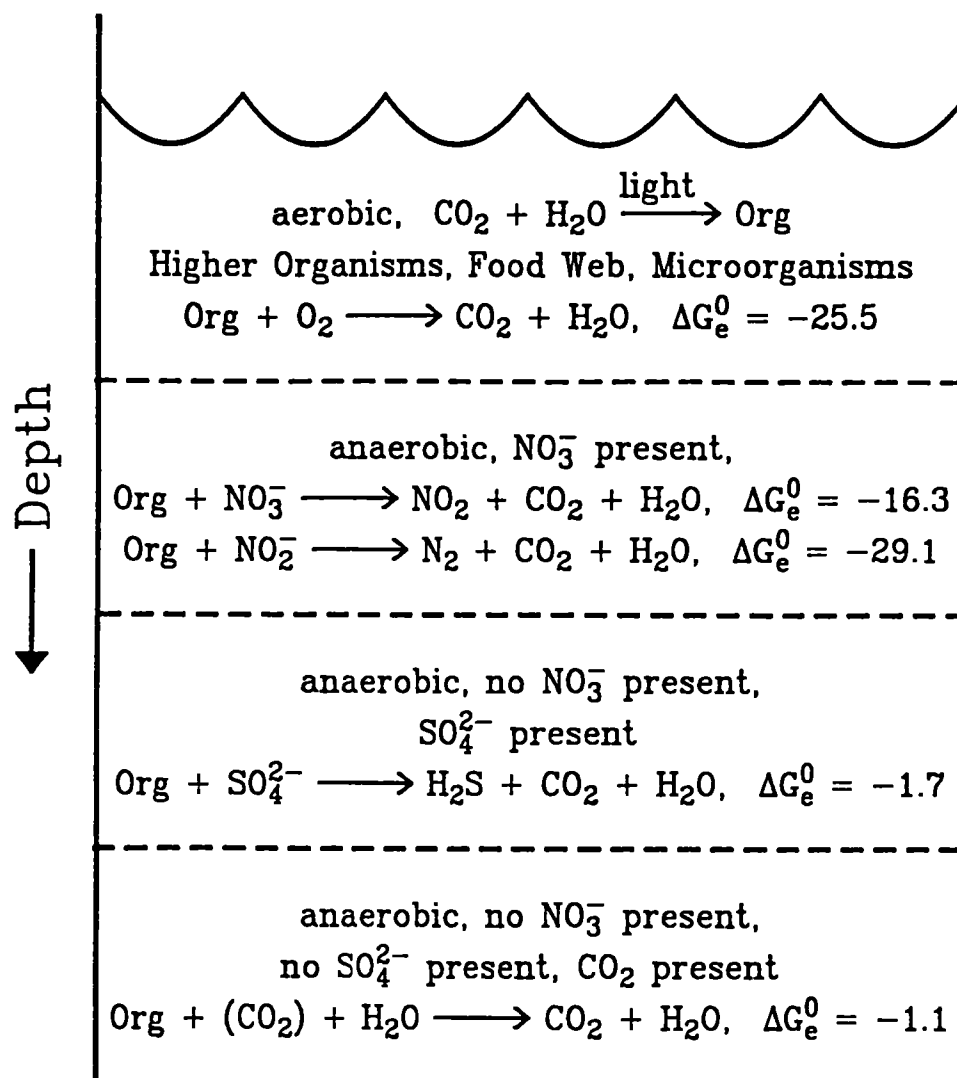 light
aerobic, CO₂ + H₂O ⟶ Org
Higher Organisms, Food Web, Microorganisms
Org + O₂ ⟶ CO₂ + H₂O, ΔG⁰ₑ = −25.5
Depth
anaerobic, NO₃⁻ present,
Org + NO₃⁻ ⟶ NO₂ + CO₂ + H₂O, ΔG⁰ₑ = −16.3
Org + NO₂⁻ ⟶ N₂ + CO₂ + H₂O, ΔG⁰ₑ = −29.1
anaerobic, no NO₃⁻ present,
SO₄²⁻ present
Org + SO₄²⁻ ⟶ H₂S + CO₂ + H₂O, ΔG⁰ₑ = −1.7
anaerobic, no NO₃⁻ present,
no SO₄²⁻ present, CO₂ present
Org + (CO₂) + H₂O ⟶ CO₂ + H₂O, ΔG⁰ₑ = −1.1